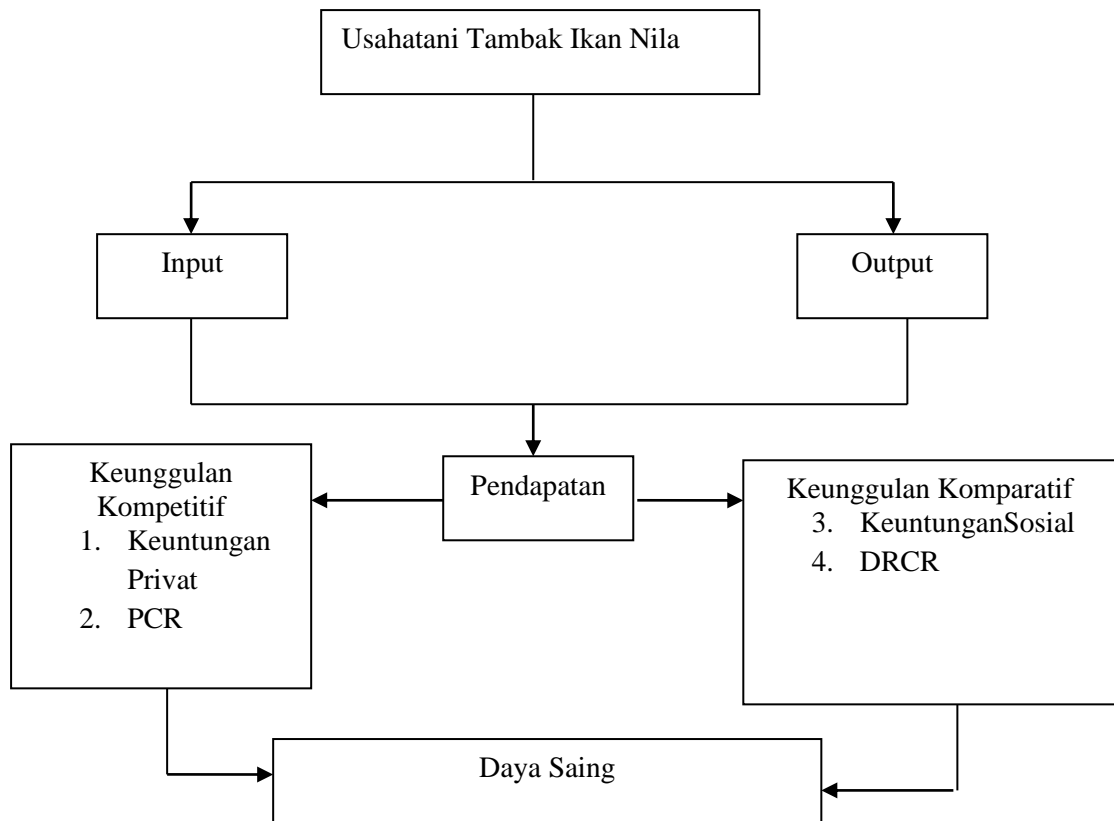 Usahatani Tambak Ikan Nila
Input
Output
Pendapatan
Keunggulan
Kompetitif
1. Keuntungan
Privat
2. PCR
Keunggulan Komparatif
3. KeuntunganSosial
4. DRCR
Daya Saing